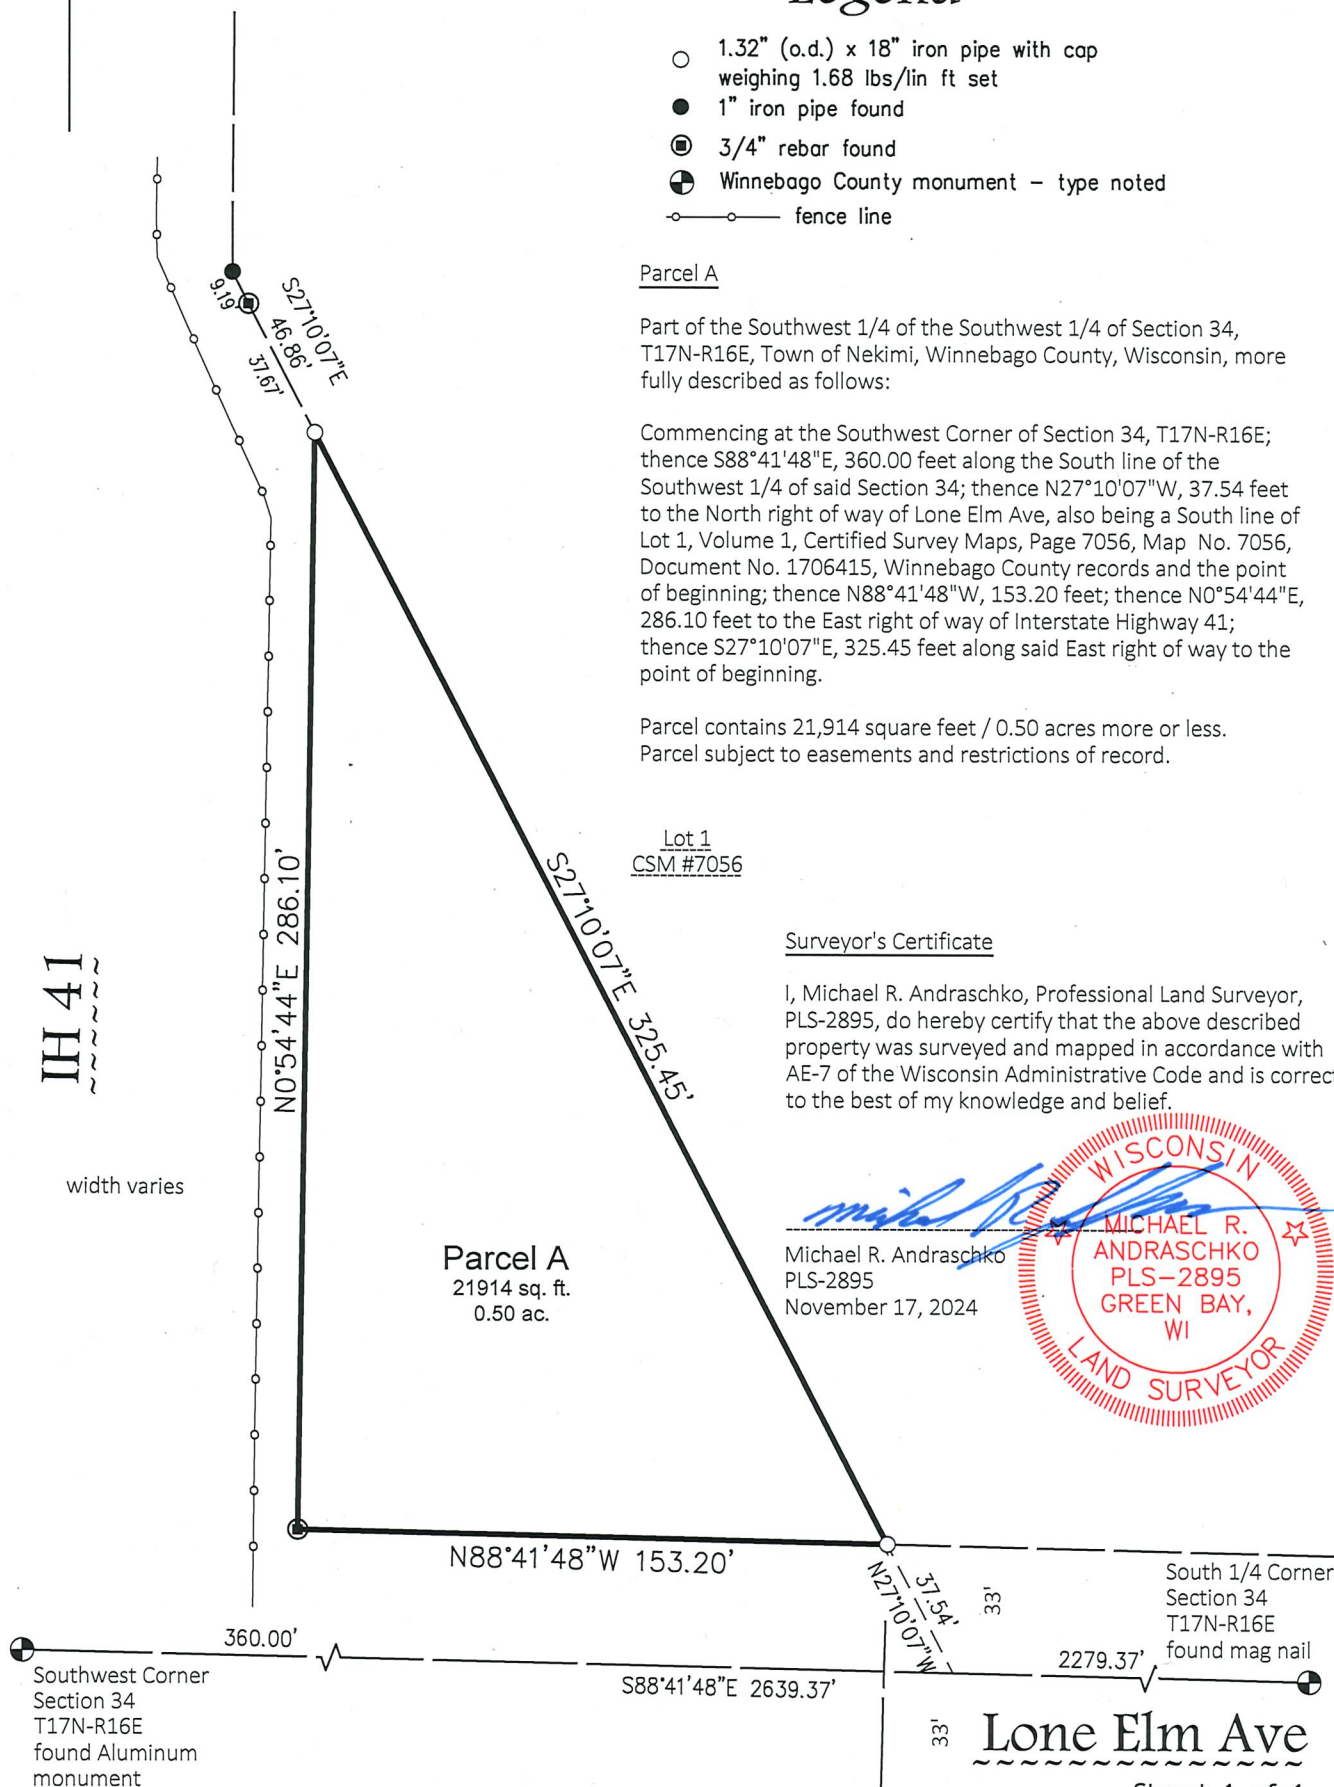 Legend
1.32" (o.d.) x 18" iron pipe with cap
weighing 1.68 lbs/lin ft set
1" iron pipe found
3/4" rebar found
Winnebago County monument - type noted
fence line
Parcel A
Part of the Southwest 1/4 of the Southwest 1/4 of Section 34,
T17N-R16E, Town of Nekimi, Winnebago County, Wisconsin, more
fully described as follows:
Commencing at the Southwest Corner of Section 34, T17N-R16E;
thence S88°41'48"E, 360.00 feet along the South line of the
Southwest 1/4 of said Section 34; thence N27°10'07"W, 37.54 feet
to the North right of way of Lone Elm Ave, also being a South line of
Lot 1, Volume 1, Certified Survey Maps, Page 7056, Map No. 7056,
Document No. 1706415, Winnebago County records and the point
of beginning; thence N88°41'48"W, 153.20 feet; thence N0°54'44"E,
286.10 feet to the East right of way of Interstate Highway 41;
thence S27°10'07"E, 325.45 feet along said East right of way to the
point of beginning.
Parcel contains 21,914 square feet / 0.50 acres more or less.
Parcel subject to easements and restrictions of record.
S27°10'07"E
46.86'
9.19'
37.67'
Lot 1
CSM #7056
N0°54'44"E 286.10'
S27°10'07"E 325.45'
IH 41
width varies
Surveyor's Certificate
I, Michael R. Andraschko, Professional Land Surveyor,
PLS-2895, do hereby certify that the above described
property was surveyed and mapped in accordance with
AE-7 of the Wisconsin Administrative Code and is correct
to the best of my knowledge and belief.
Michael R. Andraschko
PLS-2895
November 17, 2024
WISCONSIN
MICHAEL R.
ANDRASCHKO
PLS-2895
GREEN BAY,
WI
LAND SURVEYOR
Parcel A
21914 sq. ft.
0.50 ac.
N88°41'48"W 153.20'
37.54'
N27°10'07"W
33'
South 1/4 Corner
Section 34
T17N-R16E
found mag nail
360.00'
2279.37'
S88°41'48"E 2639.37'
Southwest Corner
Section 34
T17N-R16E
found Aluminum
monument
33'
Lone Elm Ave